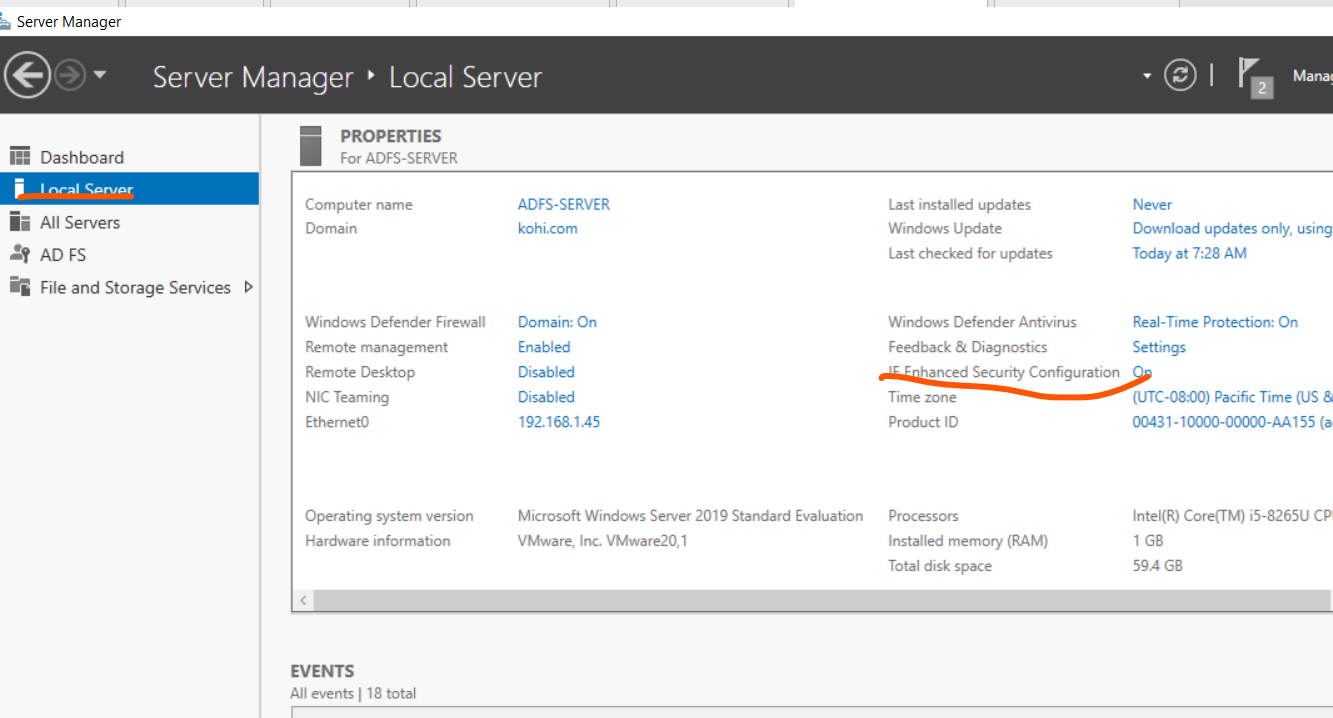 Server Manager
Server Manager ‣ Local Server
2
Manag
Dashboard
Local Server
All Servers
AD FS
File and Storage Services
PROPERTIES
For ADFS-SERVER
Computer name ADFS-SERVER
Domain kohi.com
Last installed updates Never
Windows Update Download updates only, using
Last checked for updates Today at 7:28 AM
Windows Defender Firewall Domain: On
Remote management Enabled
Remote Desktop Disabled
NIC Teaming Disabled
Ethernet0 192.168.1.45
Windows Defender Antivirus Real-Time Protection: On
Feedback & Diagnostics Settings
IE Enhanced Security Configuration On
Time zone (UTC-08:00) Pacific Time (US &
Product ID 00431-10000-00000-AA155 (a
Operating system version Microsoft Windows Server 2019 Standard Evaluation
Hardware information VMware, Inc. VMware20,1
Processors Intel(R) Core(TM) i5-8265U CP
Installed memory (RAM) 1 GB
Total disk space 59.4 GB
EVENTS
All events | 18 total